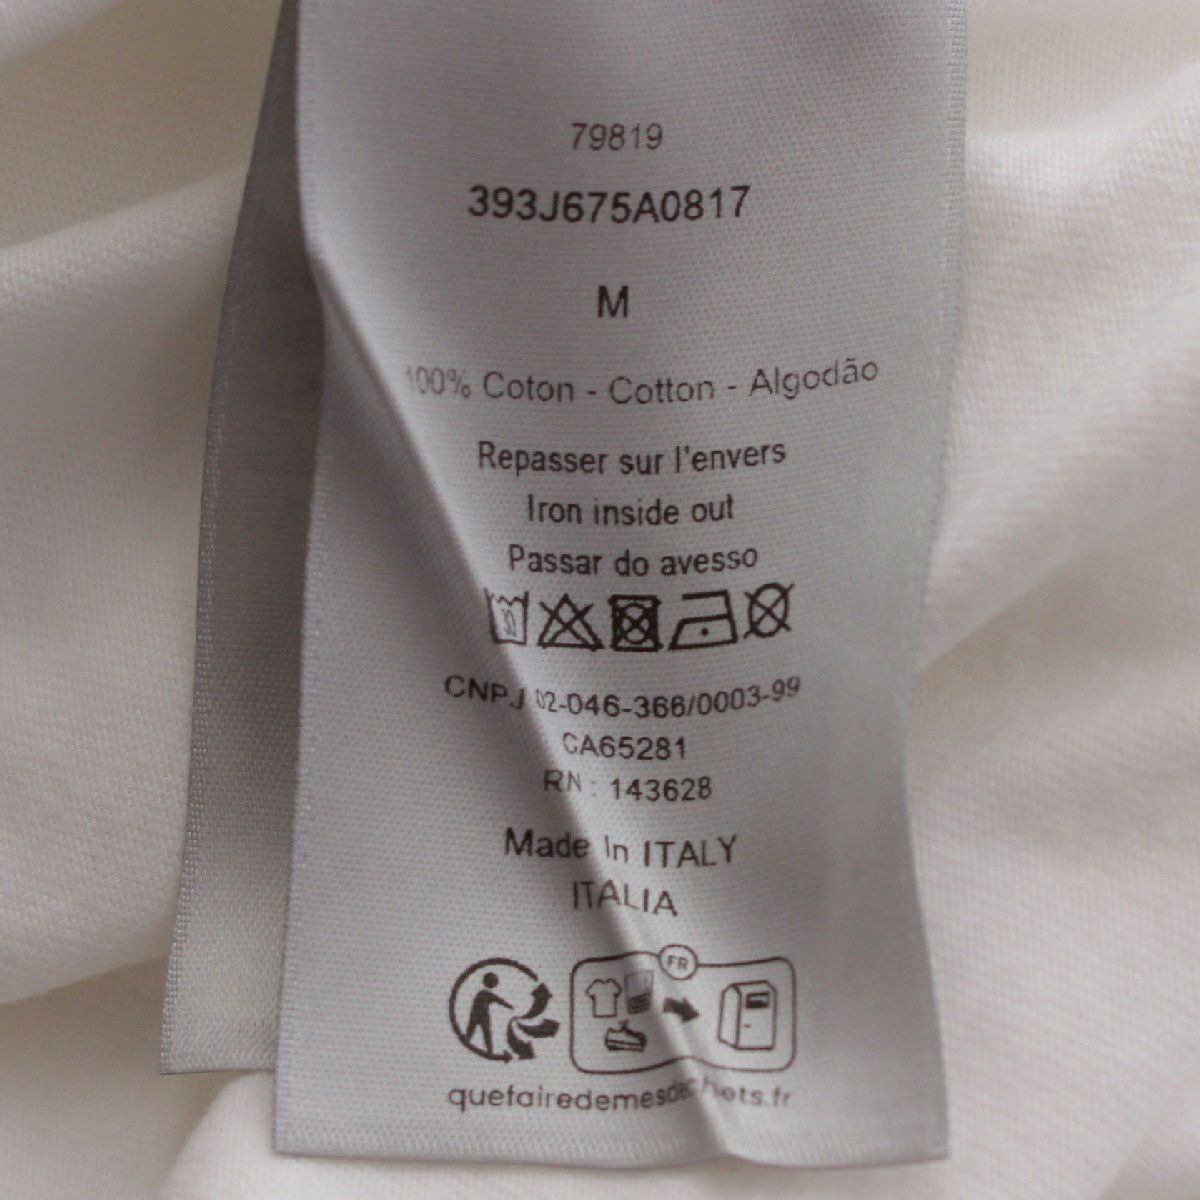 79819
393J675A0817
M
100% Coton - Cotton - Algodão
Repasser sur l'envers
Iron inside out
Passar do avesso
30
CNPJ 02-046-366/0003-99
CA65281
RN : 143628
Made In ITALY
ITALIA
FR
quefairedemesdechets.fr